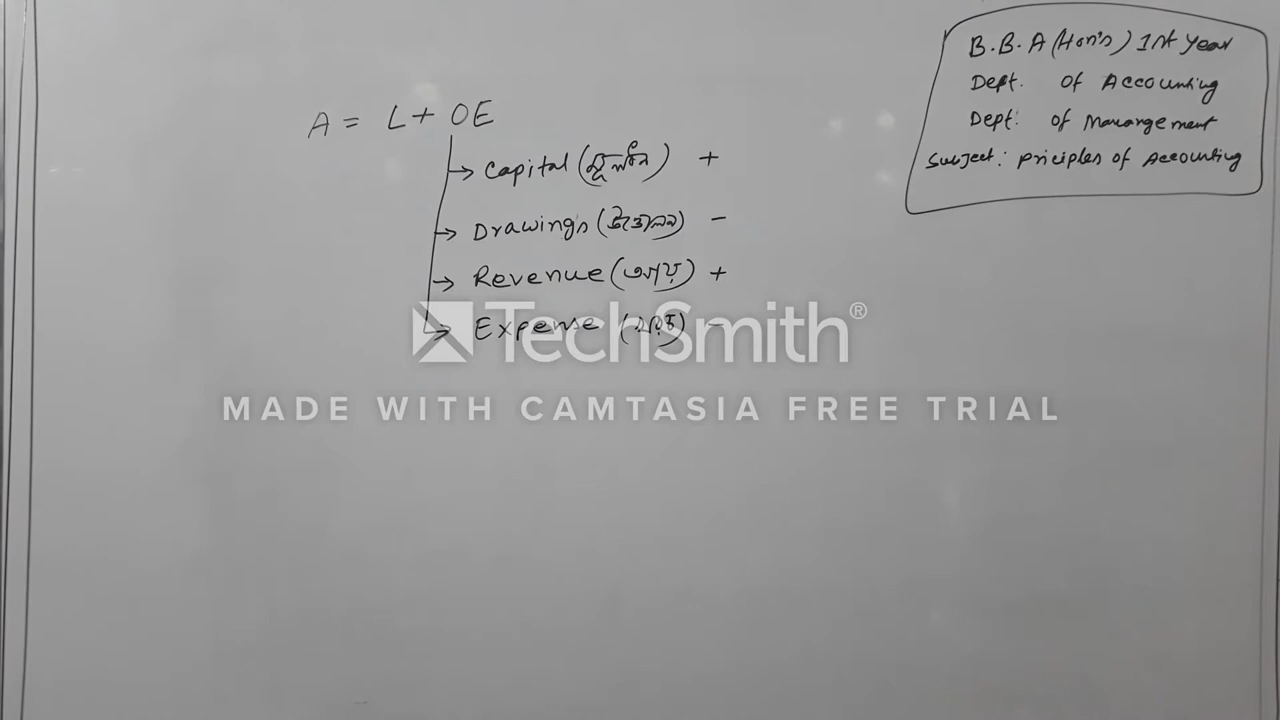 A = L + OE
→ Capital (মূলধন) +
→ Drawings (উত্তোলন) −
→ Revenue (আয়) +
→ Expense (খরচ) −
B.B.A (Hon's) 1st Year
Dept. of Accounting
Dept: of Management
Subject: Priciples of Accounting
TechSmith®
MADE WITH CAMTASIA FREE TRIAL